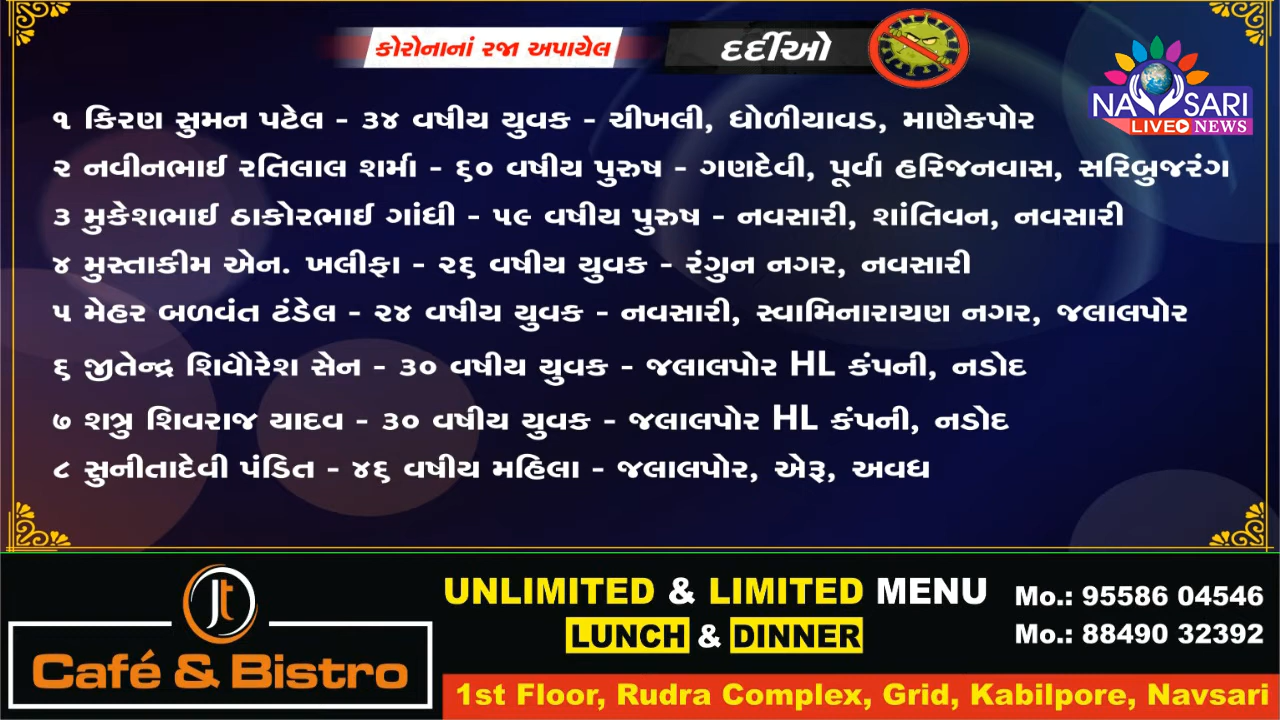 કોરોનાનાં રજા અપાયેલ
દર્દીઓ
NAVSARI
LIVE NEWS
૧ કિરણ સુમન પટેલ - ૩૪ વર્ષીય યુવક - ચીખલી, ધોળીયાવડ, માણેકપોર
૨ નવીનભાઈ રતિલાલ શર્મા - ૬૦ વર્ષીય પુરુષ - ગણદેવી, પૂર્વા હરિજનવાસ, સરિબુજરંગ
૩ મુકેશભાઈ ઠાકોરભાઈ ગાંધી - ૫૯ વર્ષીય પુરુષ - નવસારી, શાંતિવન, નવસારી
૪ મુસ્તાકીમ એન. ખલીફા - ૨૬ વર્ષીય યુવક - રંગુન નગર, નવસારી
૫ મેહર બળવંત ટંડેલ - ૨૪ વર્ષીય યુવક - નવસારી, સ્વામિનારાયણ નગર, જલાલપોર
૬ જીતેન્દ્ર શિવૌરેશ સેન - ૩૦ વર્ષીય યુવક - જલાલપોર HL કંપની, નડોદ
૭ શત્રુ શિવરાજ યાદવ - ૩૦ વર્ષીય યુવક - જલાલપોર HL કંપની, નડોદ
૮ સુનીતાદેવી પંડિત - ૪૬ વર્ષીય મહિલા - જલાલપોર, એરૂ, અવધ
Jt
Café & Bistro
UNLIMITED & LIMITED MENU
LUNCH & DINNER
Mo.: 95586 04546
Mo.: 88490 32392
1st Floor, Rudra Complex, Grid, Kabilpore, Navsari